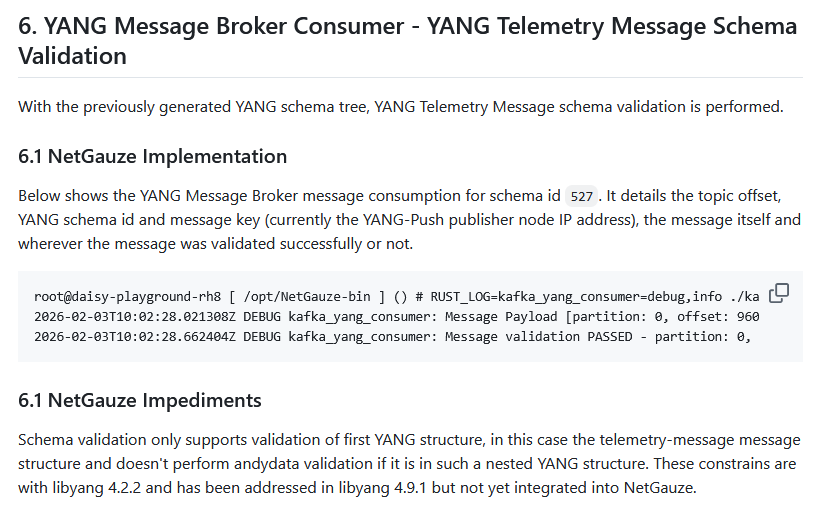 6. YANG Message Broker Consumer - YANG Telemetry Message Schema
Validation
With the previously generated YANG schema tree, YANG Telemetry Message schema validation is performed.
6.1 NetGauze Implementation
Below shows the YANG Message Broker message consumption for schema id 527. It details the topic offset,
YANG schema id and message key (currently the YANG-Push publisher node IP address), the message itself and
wherever the message was validated successfully or not.
root@daisy-playground-rh8 [ /opt/NetGauze-bin ] () # RUST_LOG=kafka_yang_consumer=debug,info ./ka
2026-02-03T10:02:28.021308Z DEBUG kafka_yang_consumer: Message Payload [partition: 0, offset: 960
2026-02-03T10:02:28.662404Z DEBUG kafka_yang_consumer: Message validation PASSED - partition: 0,
6.1 NetGauze Impediments
Schema validation only supports validation of first YANG structure, in this case the telemetry-message message
structure and doesn't perform andydata validation if it is in such a nested YANG structure. These constrains are
with libyang 4.2.2 and has been addressed in libyang 4.9.1 but not yet integrated into NetGauze.